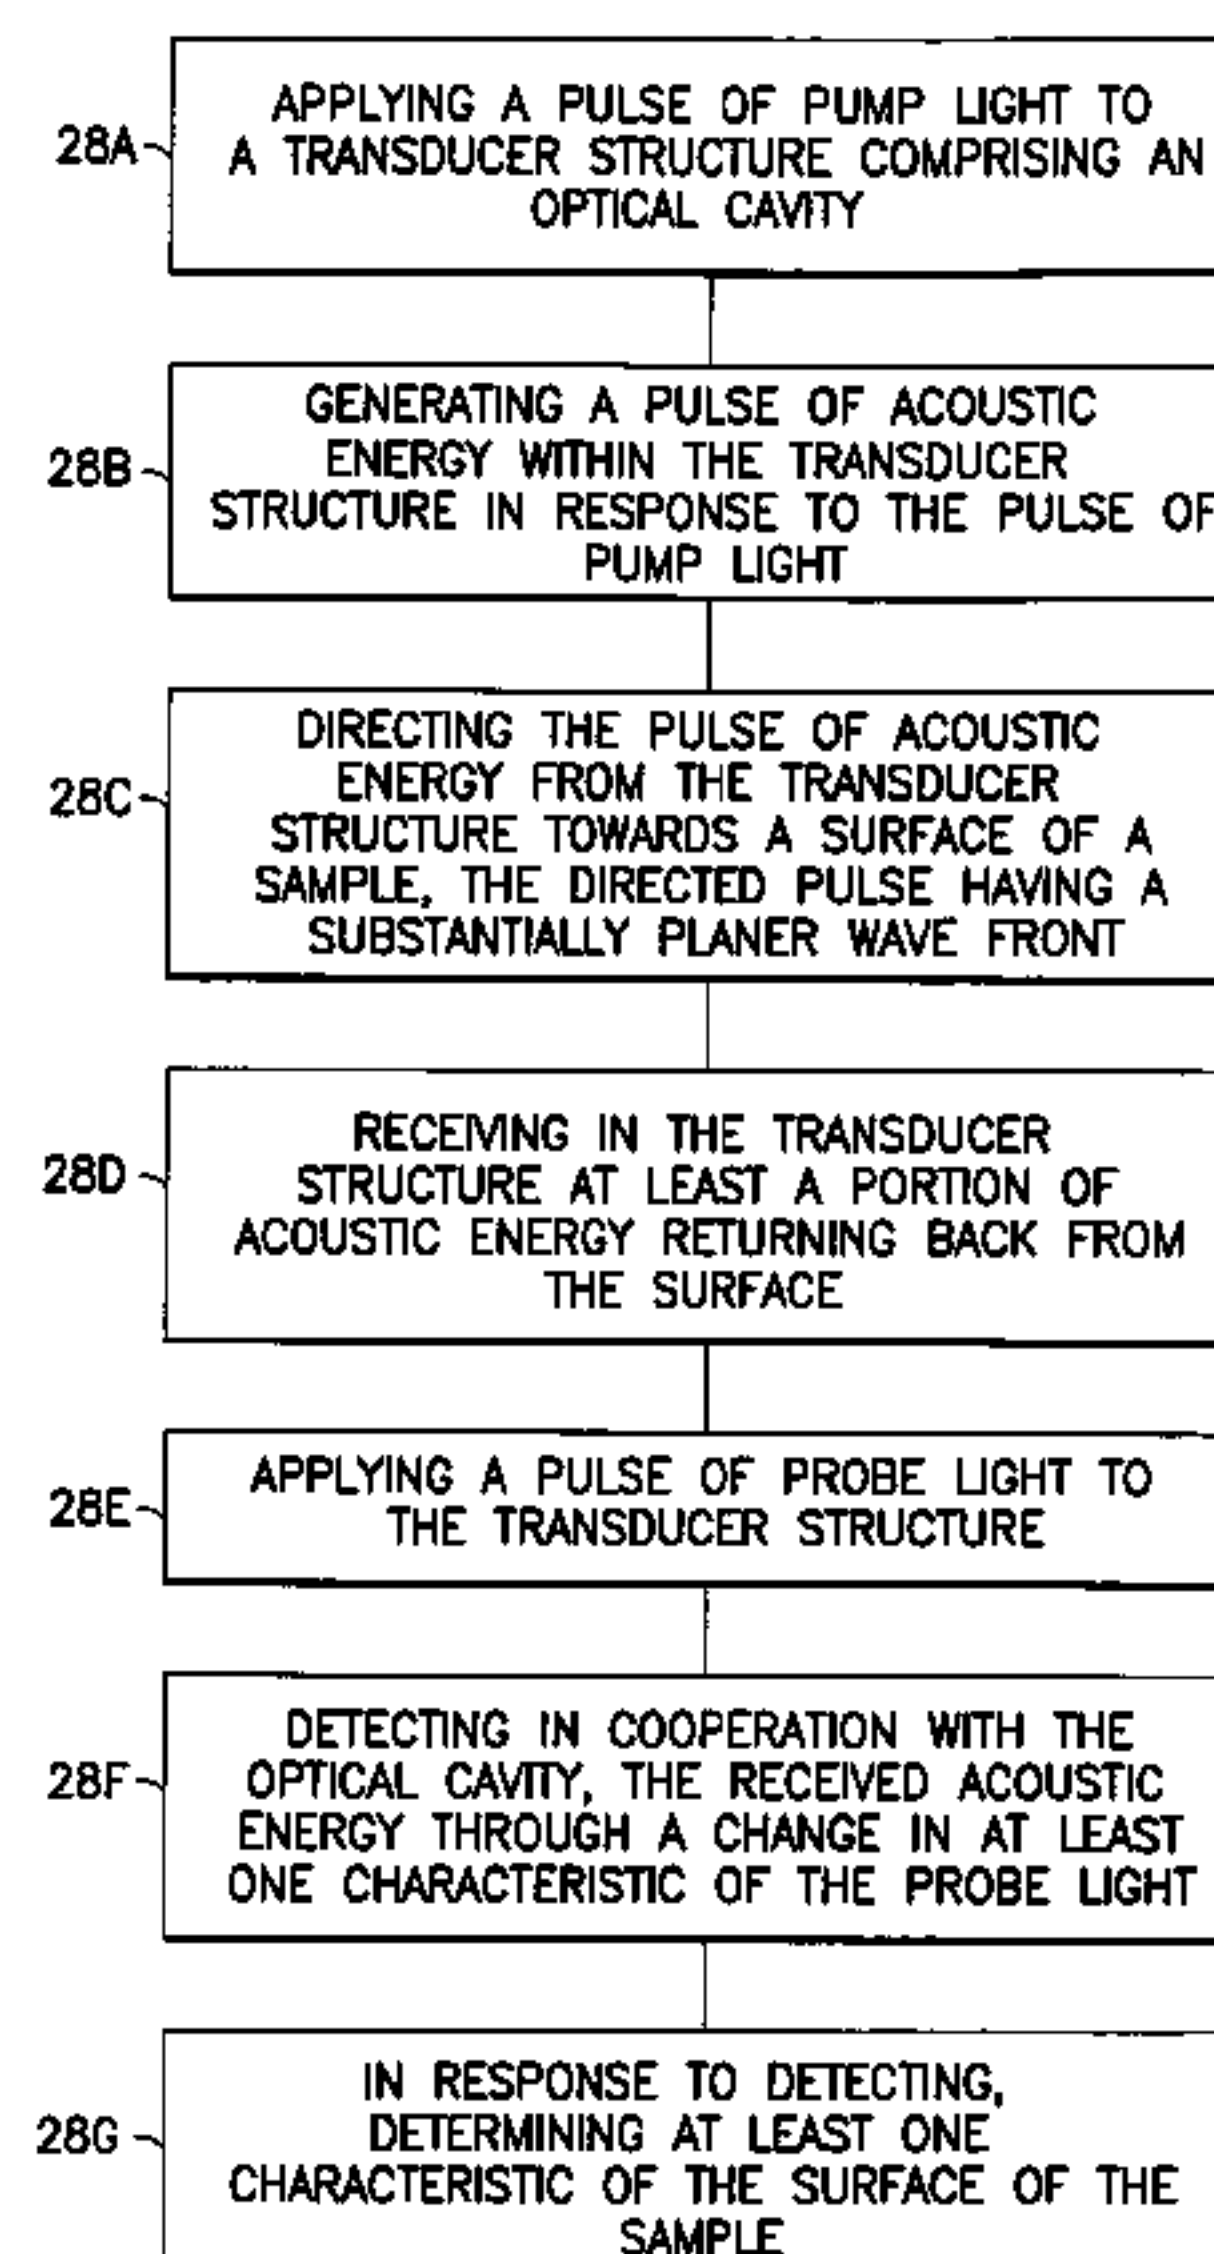 28A
APPLYING A PULSE OF PUMP LIGHT TO
A TRANSDUCER STRUCTURE COMPRISING AN
OPTICAL CAVITY
28B
GENERATING A PULSE OF ACOUSTIC
ENERGY WITHIN THE TRANSDUCER
STRUCTURE IN RESPONSE TO THE PULSE OF
PUMP LIGHT
28C
DIRECTING THE PULSE OF ACOUSTIC
ENERGY FROM THE TRANSDUCER
STRUCTURE TOWARDS A SURFACE OF A
SAMPLE, THE DIRECTED PULSE HAVING A
SUBSTANTIALLY PLANER WAVE FRONT
28D
RECEIVING IN THE TRANSDUCER
STRUCTURE AT LEAST A PORTION OF
ACOUSTIC ENERGY RETURNING BACK FROM
THE SURFACE
28E
APPLYING A PULSE OF PROBE LIGHT TO
THE TRANSDUCER STRUCTURE
28F
DETECTING IN COOPERATION WITH THE
OPTICAL CAVITY, THE RECEIVED ACOUSTIC
ENERGY THROUGH A CHANGE IN AT LEAST
ONE CHARACTERISTIC OF THE PROBE LIGHT
28G
IN RESPONSE TO DETECTING,
DETERMINING AT LEAST ONE
CHARACTERISTIC OF THE SURFACE OF THE
SAMPLE